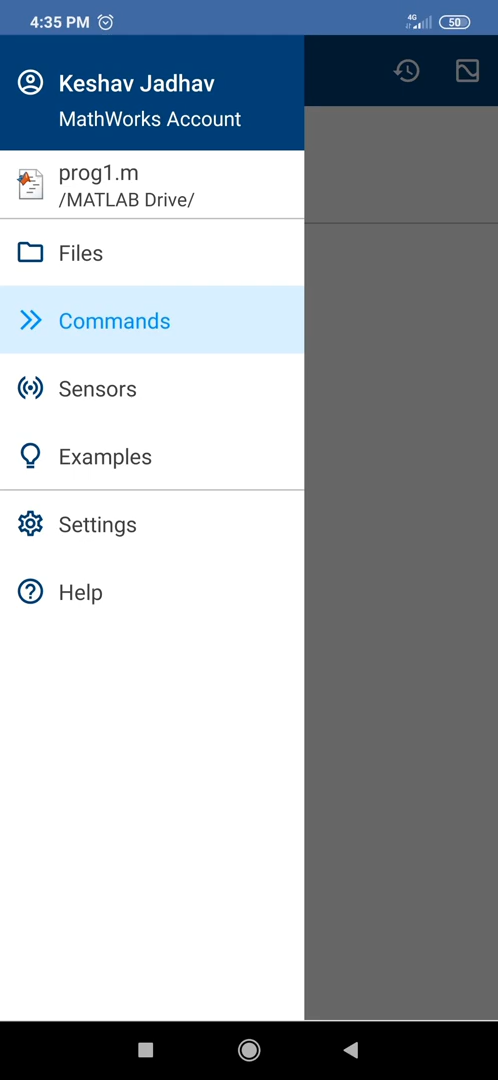 4:35 PM
4G
50
Keshav Jadhav
MathWorks Account
prog1.m
/MATLAB Drive/
Files
Commands
Sensors
Examples
Settings
Help